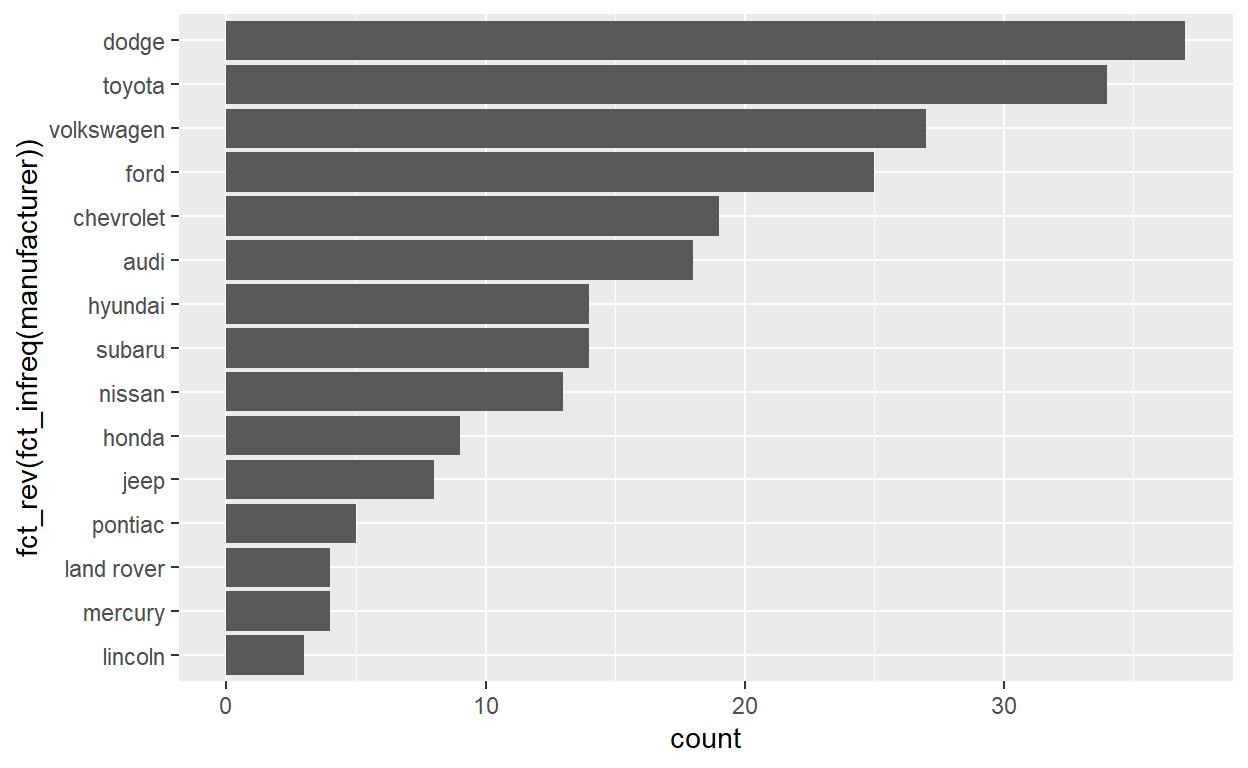 dodge
toyota
volkswagen
ford
chevrolet
audi
hyundai
subaru
nissan
honda
jeep
pontiac
land rover
mercury
lincoln
fct_rev(fct_infreq(manufacturer))
0 10 20 30
count